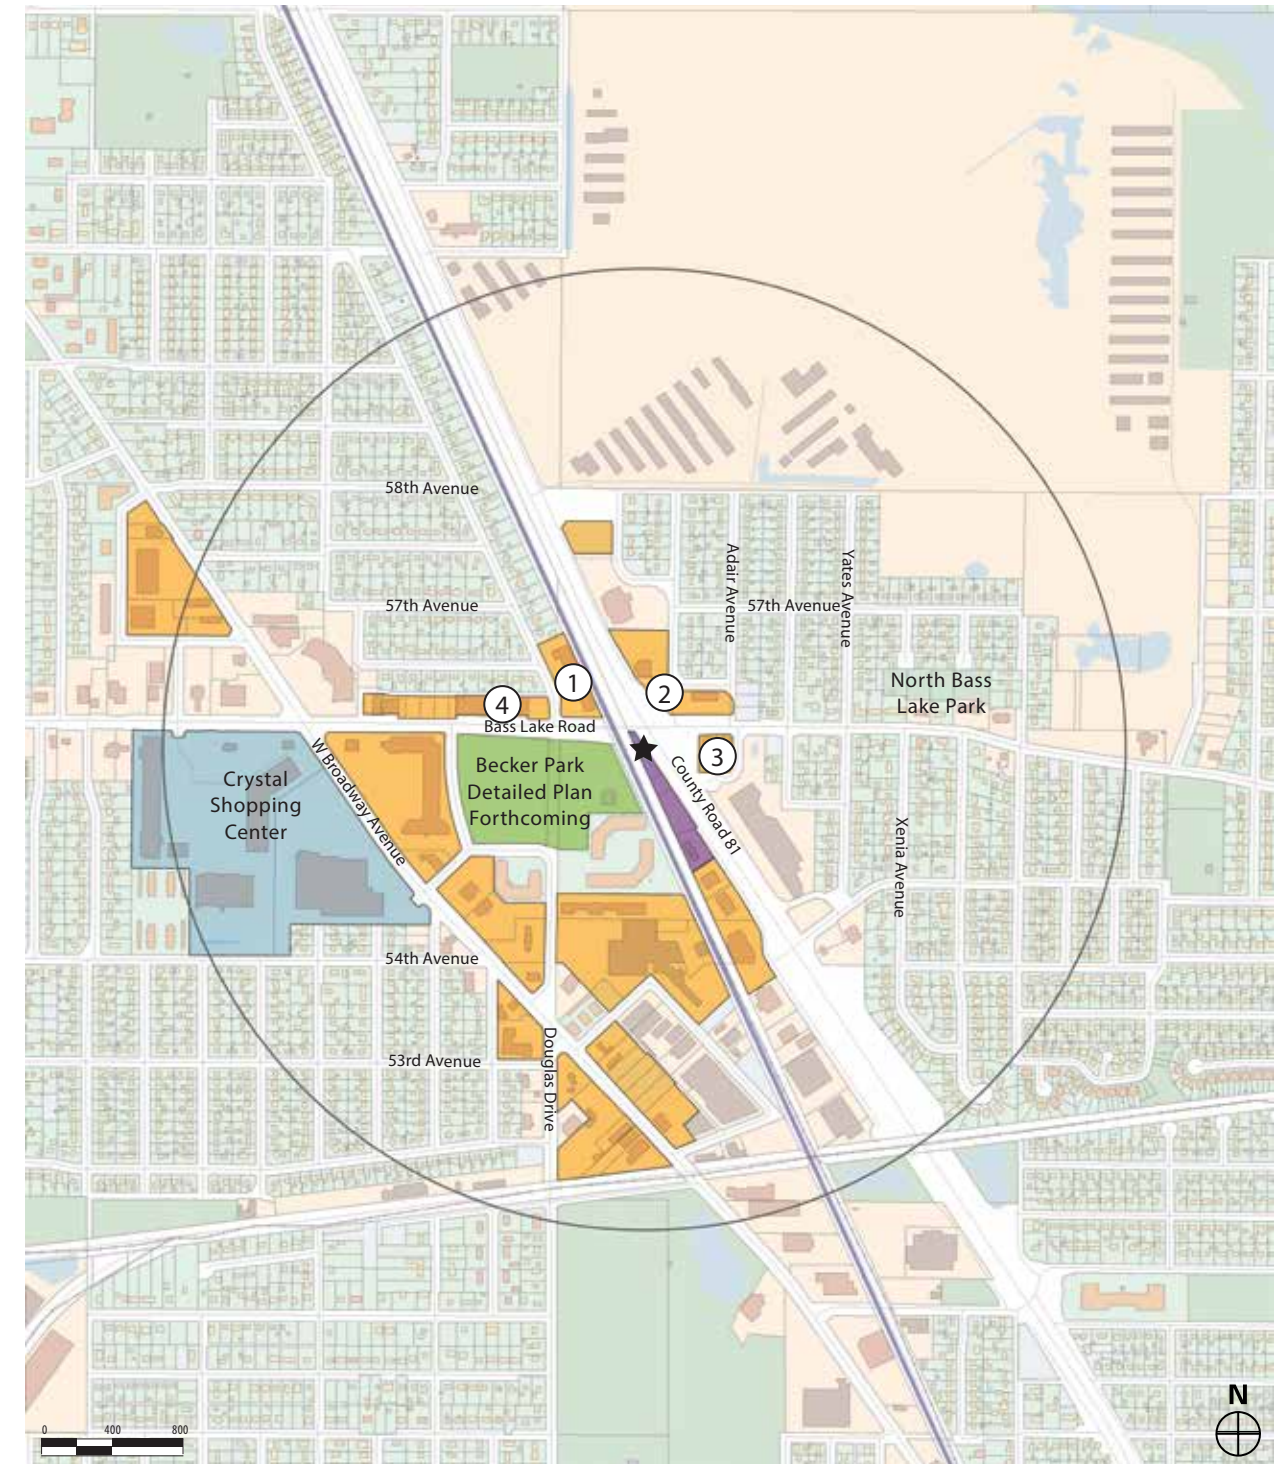 58th Avenue
Adair Avenue
Yates Avenue
57th Avenue
57th Avenue
North Bass
Lake Park
1
2
4
Bass Lake Road
3
Crystal
Shopping
Center
W Broadway Avenue
Becker Park
Detailed Plan
Forthcoming
County Road 81
Xenia Avenue
54th Avenue
53rd Avenue
Douglas Drive
N
0 400 800